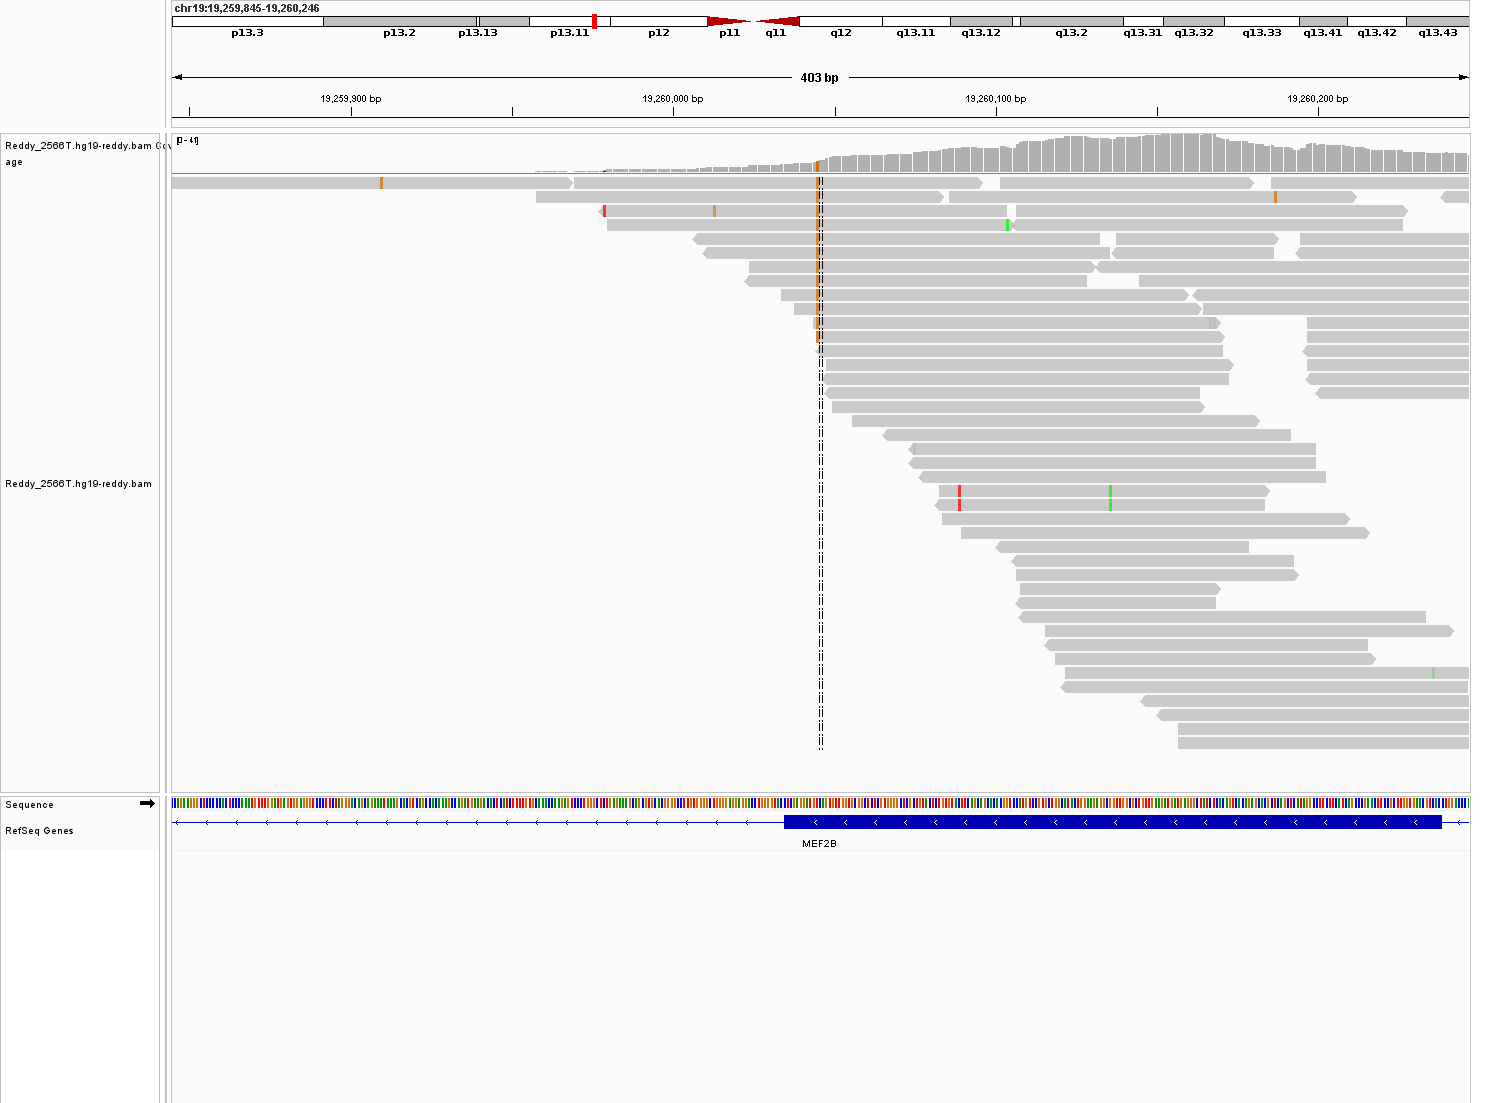 chr19:19,259,845-19,260,246
p13.3 p13.2 p13.13 p13.11 p12 p11 q11 q12 q13.11 q13.12 q13.2 q13.31 q13.32 q13.33 q13.41 q13.42 q13.43
403 bp
19,259,900 bp 19,260,000 bp 19,260,100 bp 19,260,200 bp
Reddy_2566T.hg19-reddy.bam Cov
age
[0 - 41]
Reddy_2566T.hg19-reddy.bam
Sequence
RefSeq Genes
MEF2B